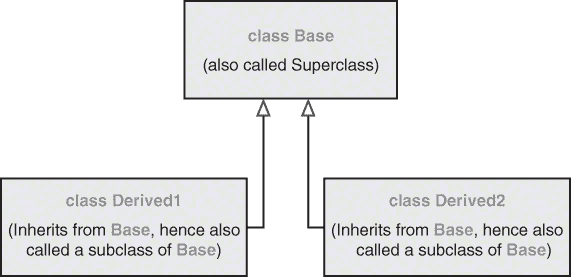 class Base
(also called Superclass)
class Derived1
(Inherits from Base, hence also
called a subclass of Base)
class Derived2
(Inherits from Base, hence also
called a subclass of Base)